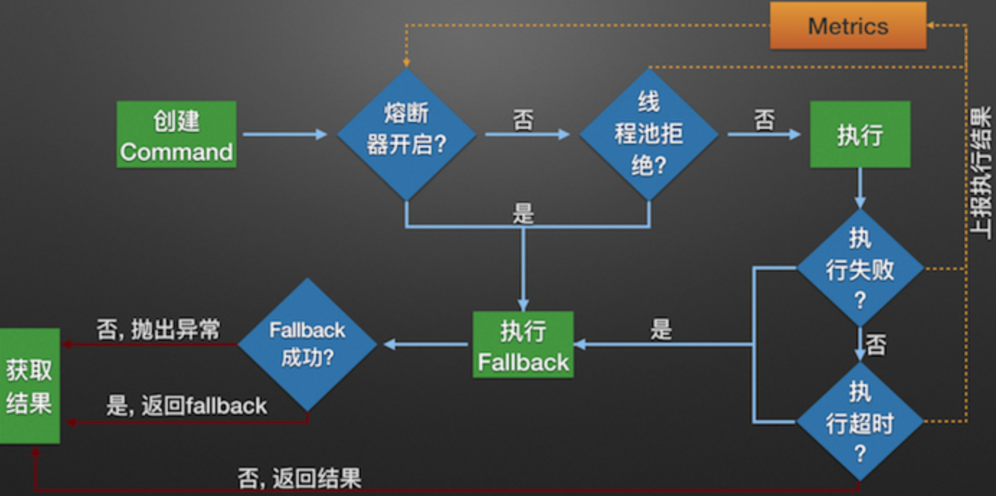 Metrics
创建
Command
熔断
器开启?
否
线
程池拒
绝?
否
执行
上报执行结果
是
执
行失败
?
否
执行
Fallback
是
Fallback
成功?
否, 抛出异常
获取
结果
是, 返回fallback
执
行超时
?
否, 返回结果